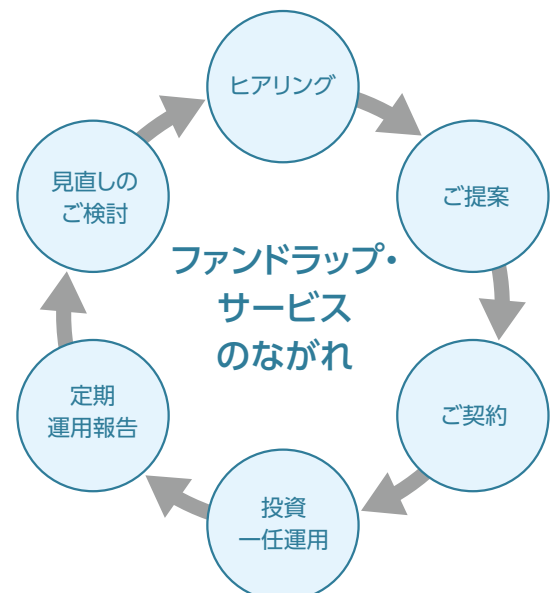 ファンドラップ・
サービス
のながれ
ヒアリング
ご提案
ご契約
投資
一任運用
定期
運用報告
見直しの
ご検討